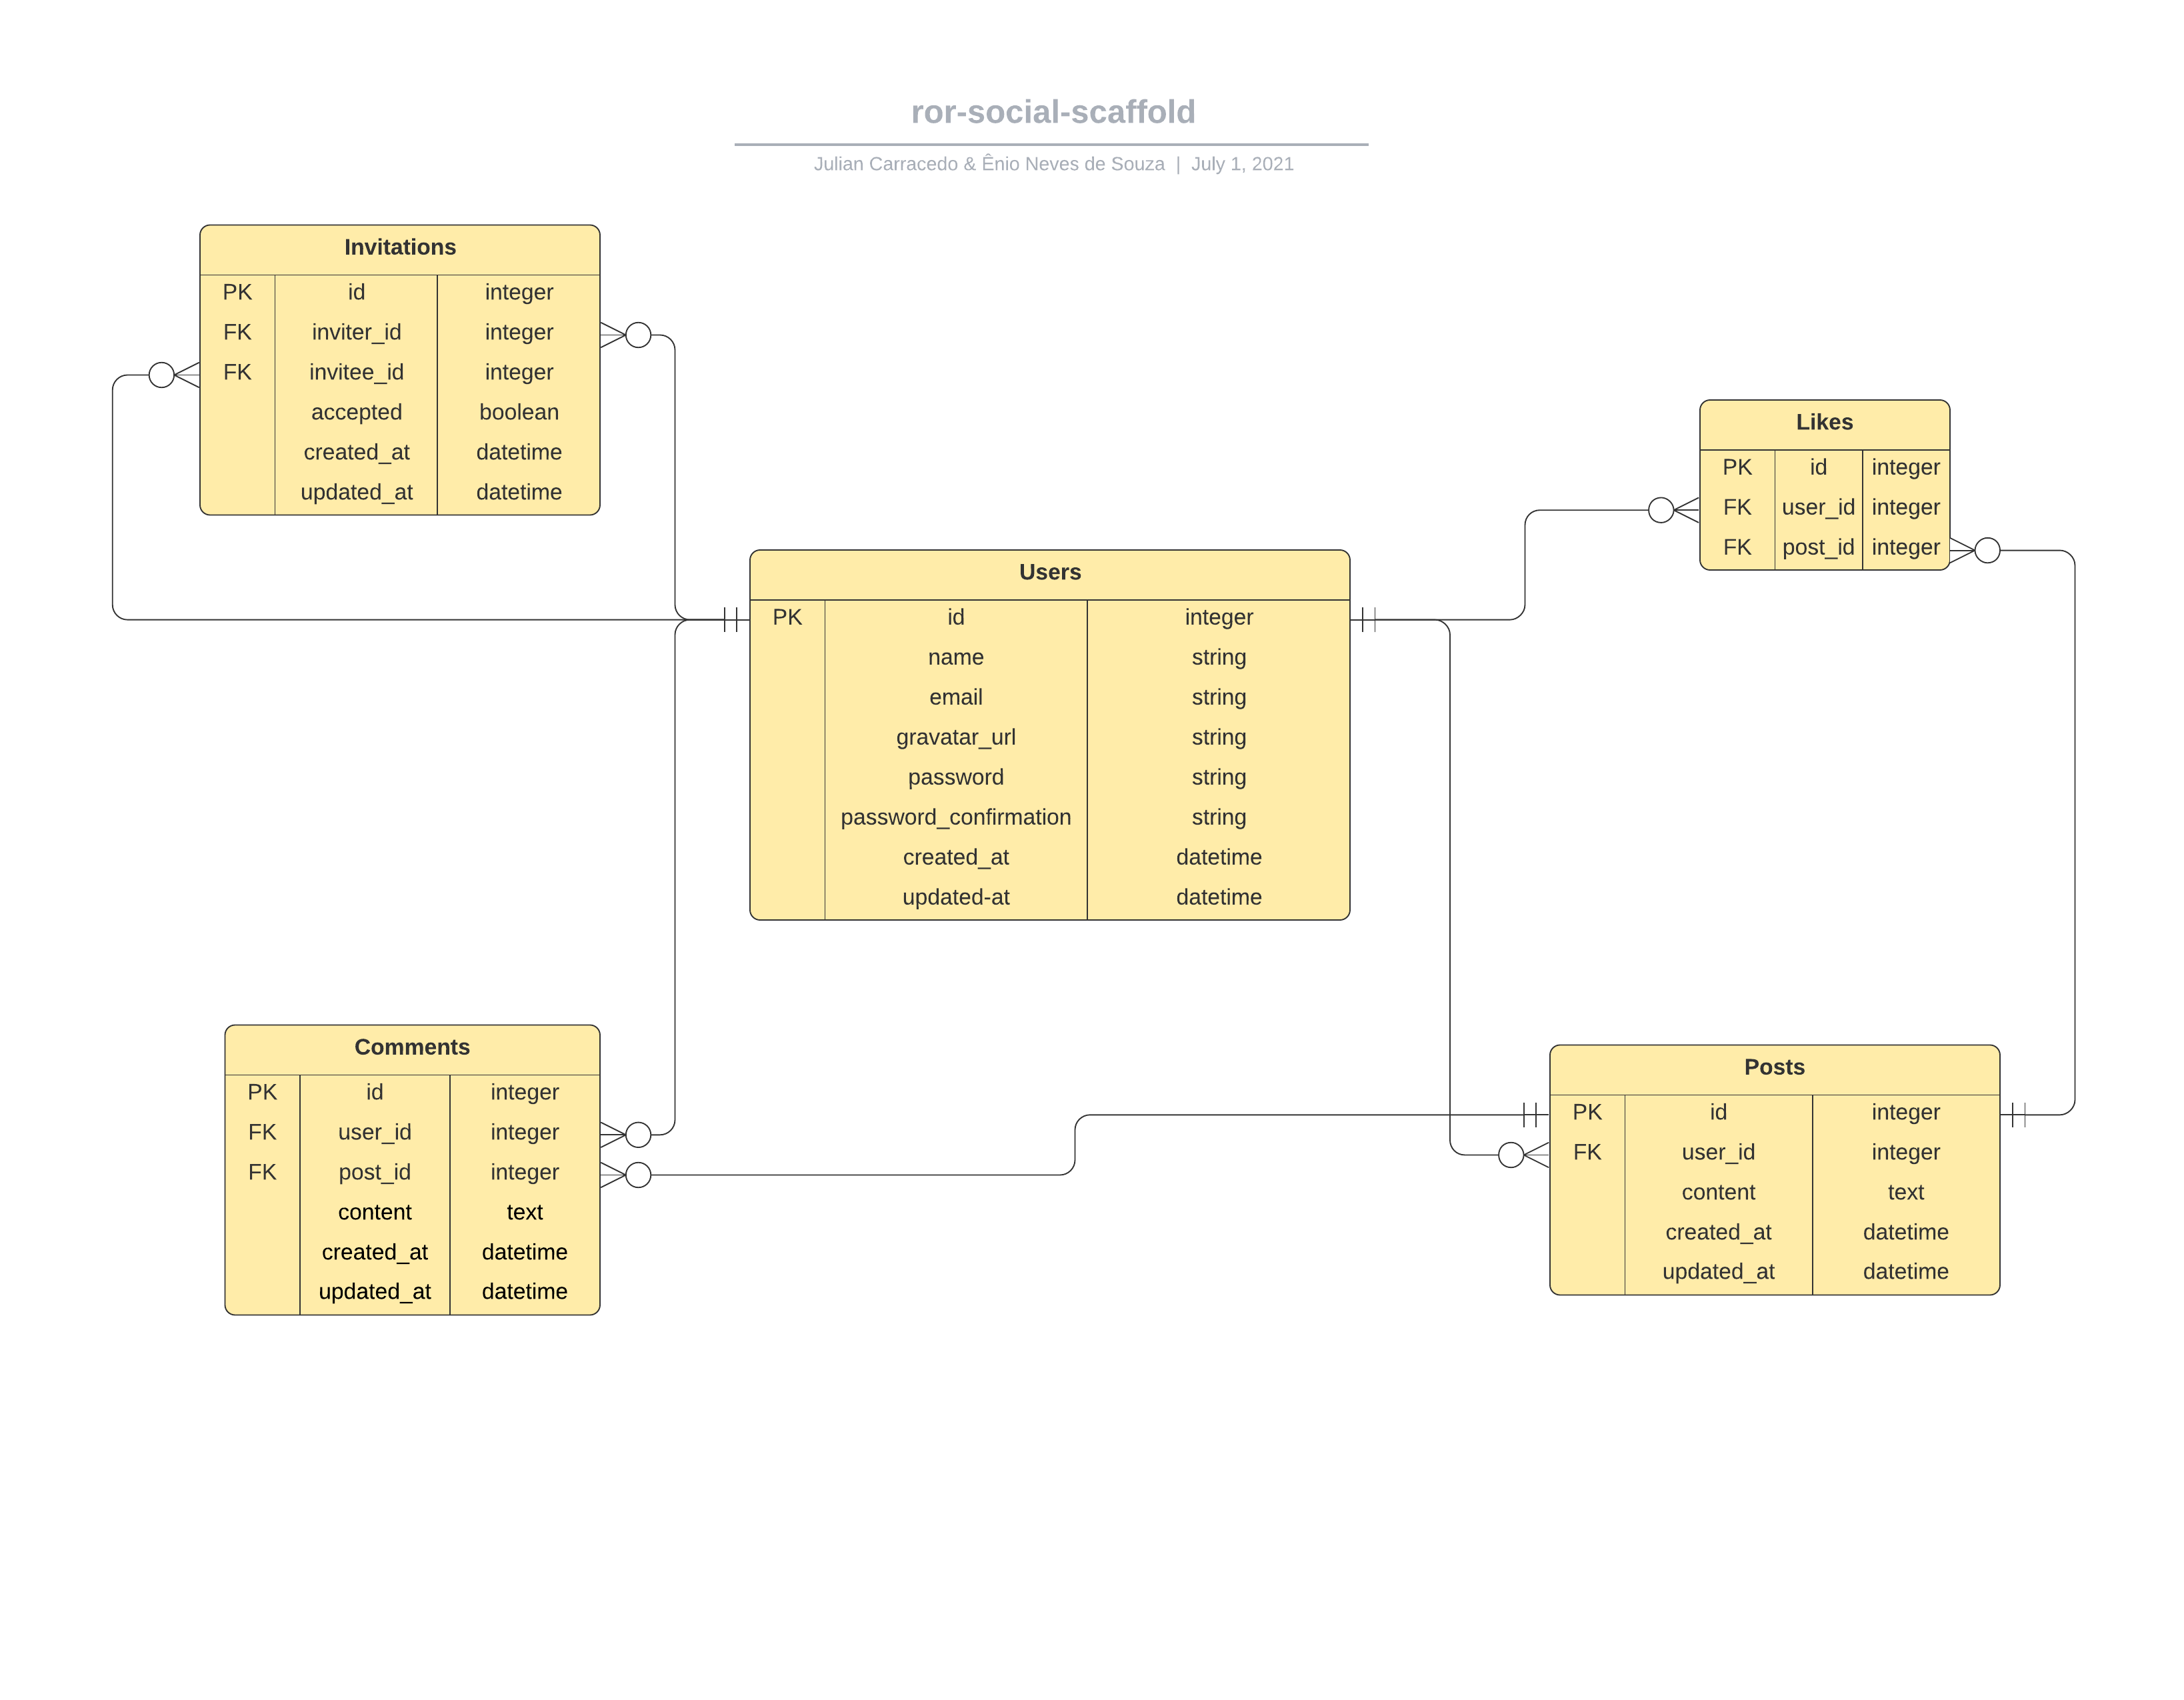 ror-social-scaffold
Julian Carracedo & Ênio Neves de Souza | July 1, 2021
Invitations
PK id integer
FK inviter_id integer
FK invitee_id integer
accepted boolean
created_at datetime
updated_at datetime
Likes
PK id integer
FK user_id integer
FK post_id integer
Users
PK id integer
name string
email string
gravatar_url string
password string
password_confirmation string
created_at datetime
updated-at datetime
Comments
PK id integer
FK user_id integer
FK post_id integer
content text
created_at datetime
updated_at datetime
Posts
PK id integer
FK user_id integer
content text
created_at datetime
updated_at datetime